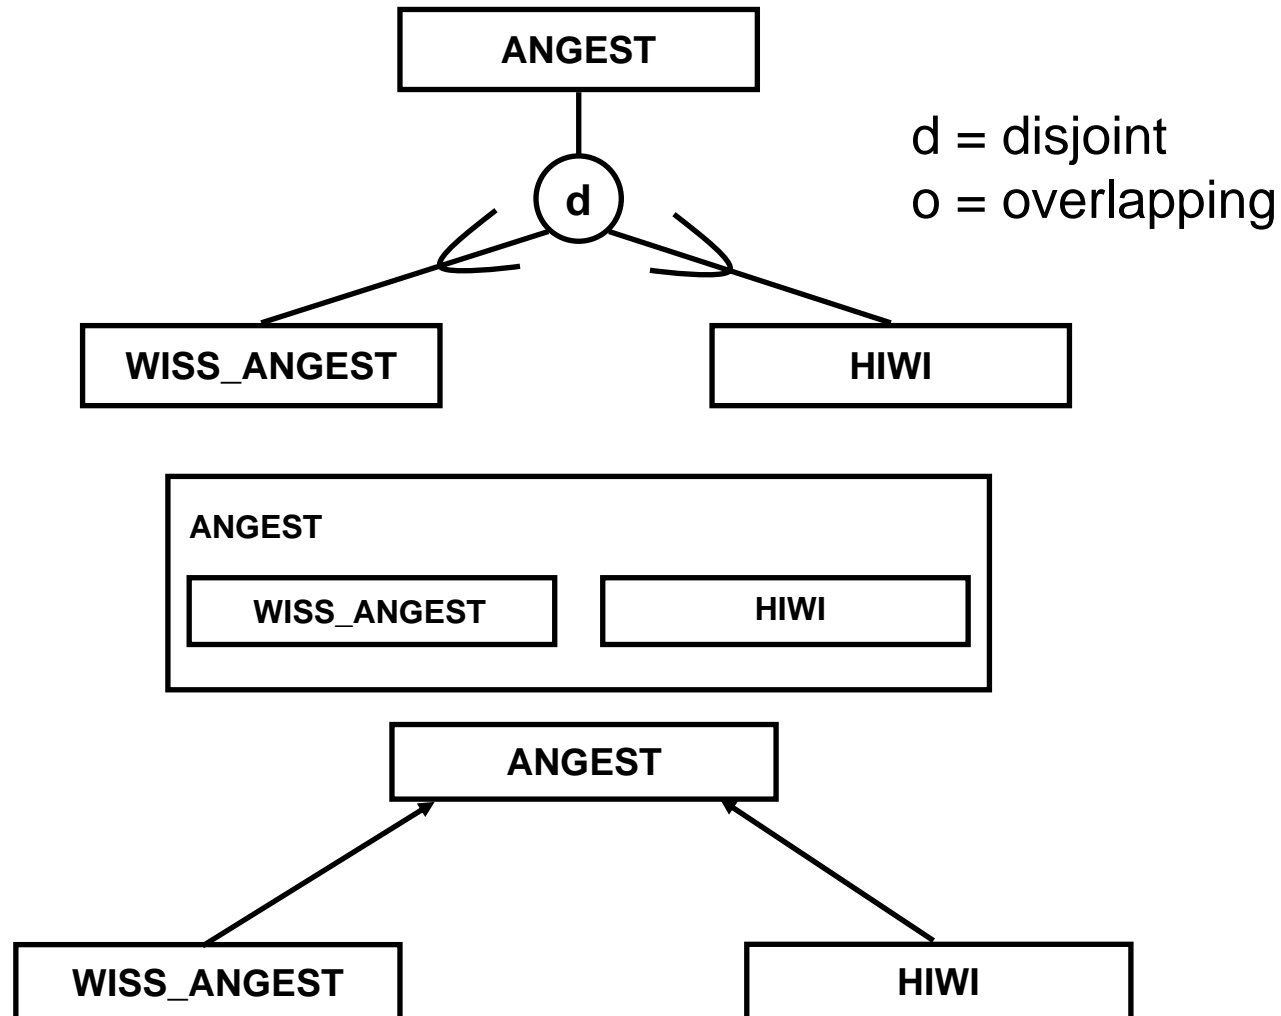 ANGEST
d = disjoint
d
o = overlapping
WISS_ANGEST
HIWI
ANGEST
WISS_ANGEST
HIWI
ANGEST
WISS_ANGEST
HIWI